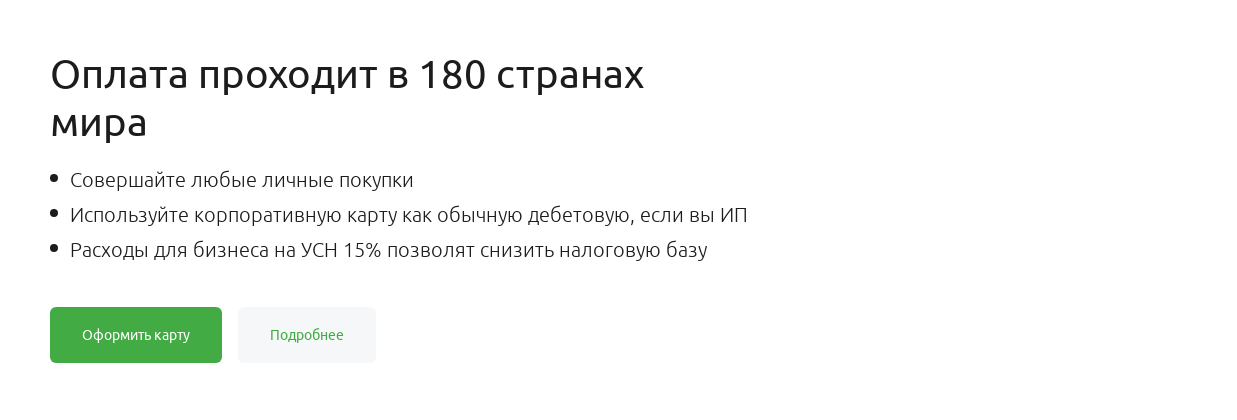 Оплата проходит в 180 странах
мира
Совершайте любые личные покупки
Используйте корпоративную карту как обычную дебетовую, если вы ИП
Расходы для бизнеса на УСН 15% позволят снизить налоговую базу
Оформить карту
Подробнее